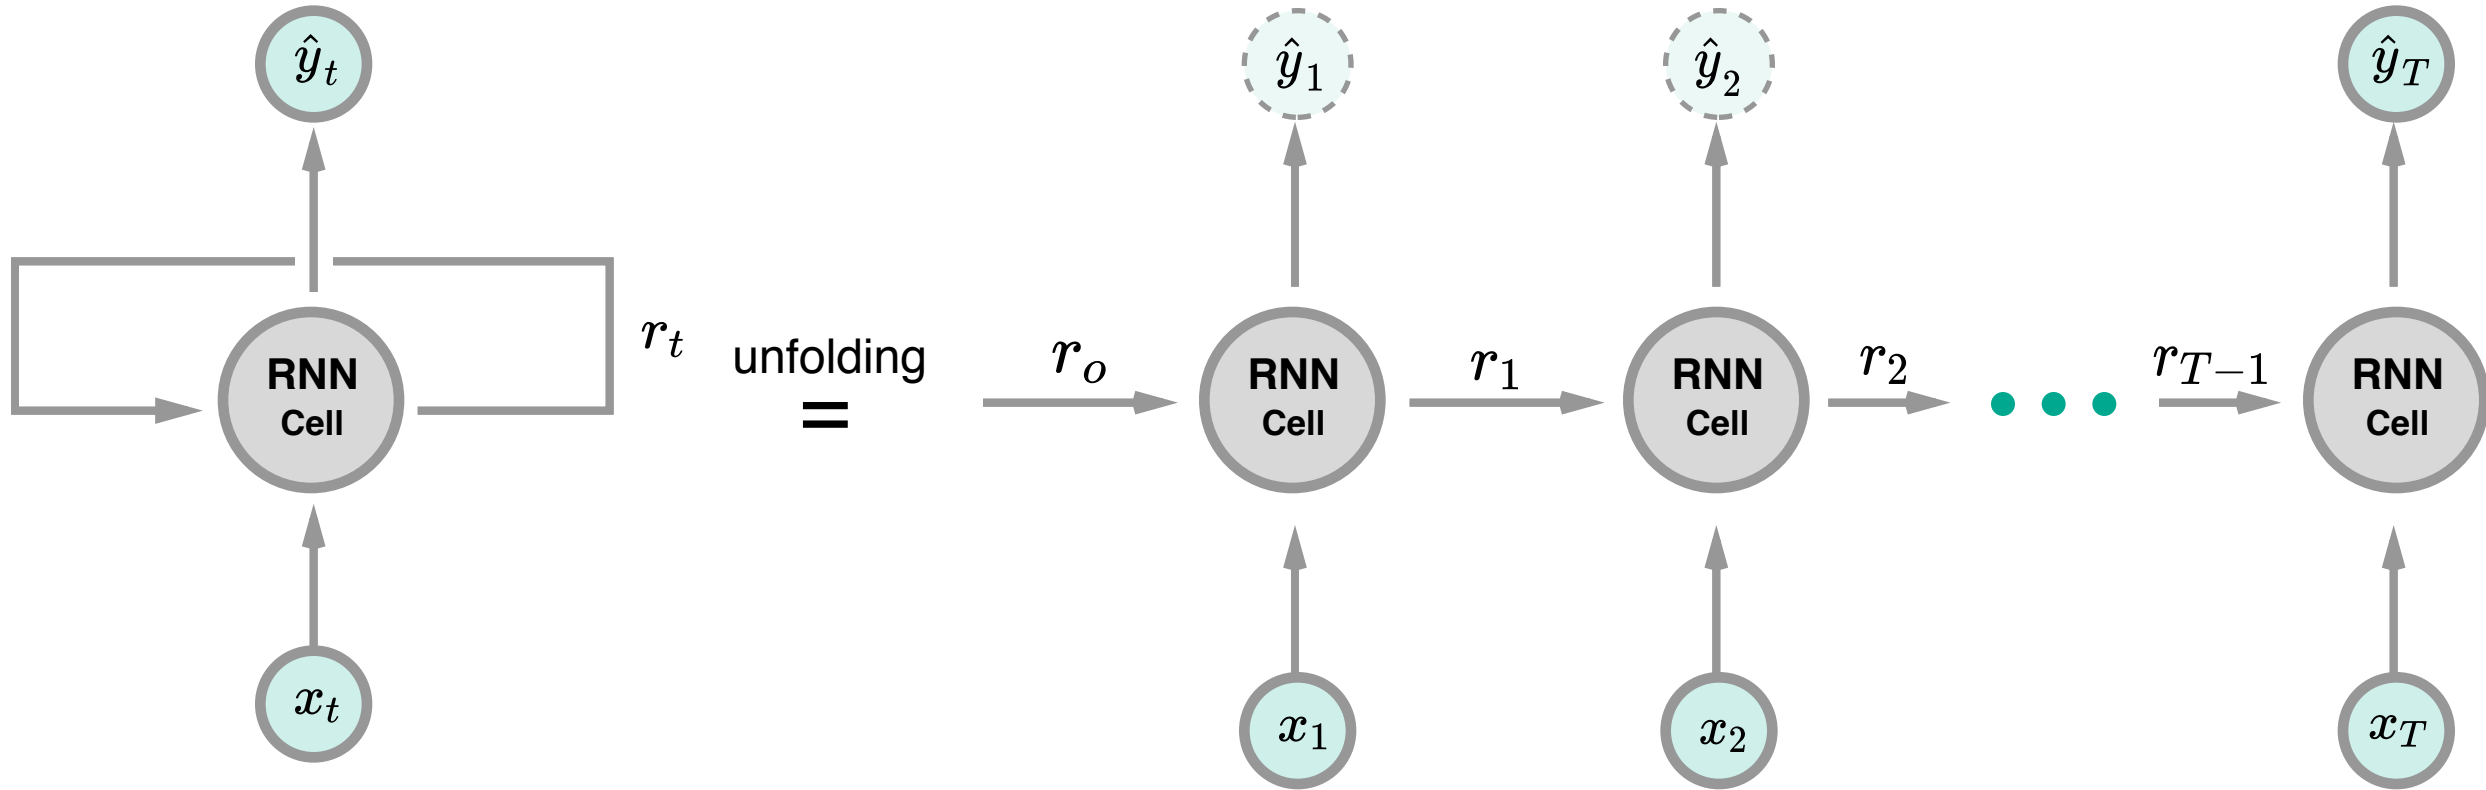 ŷ_t
r_t
RNN
Cell
x_t
unfolding
=
r_o
ŷ_1
RNN
Cell
x_1
r_1
ŷ_2
RNN
Cell
x_2
r_2
r_{T-1}
ŷ_T
RNN
Cell
x_T